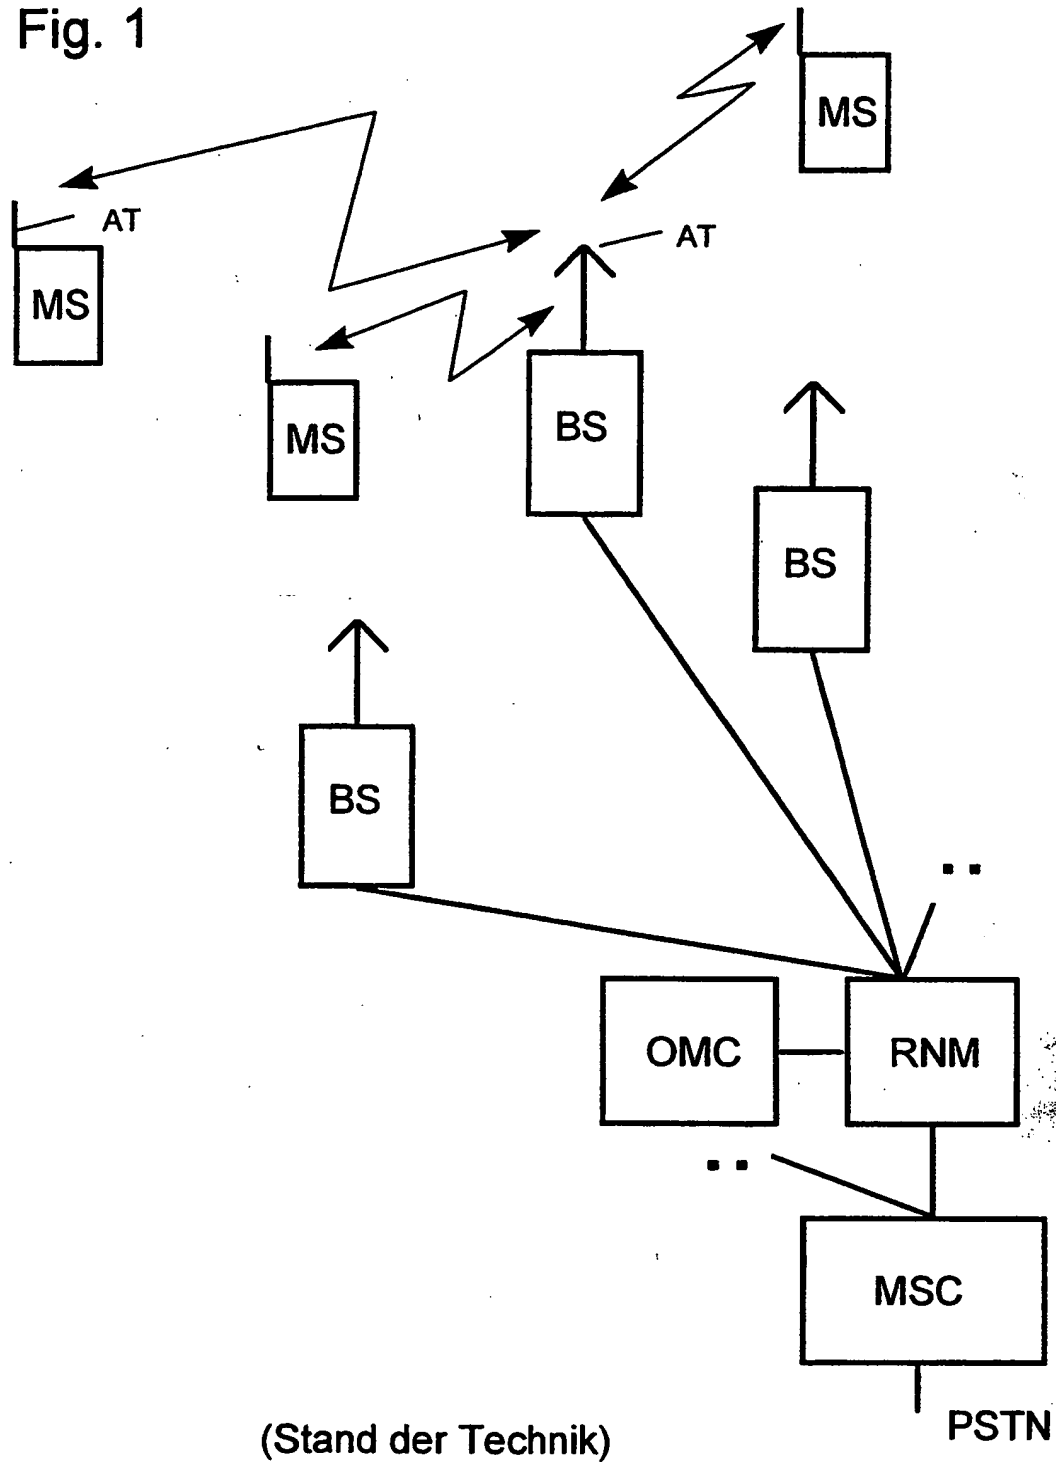 Fig. 1
MS
AT
AT
MS
MS
BS
BS
BS
OMC
RNM
MSC
PSTN
(Stand der Technik)